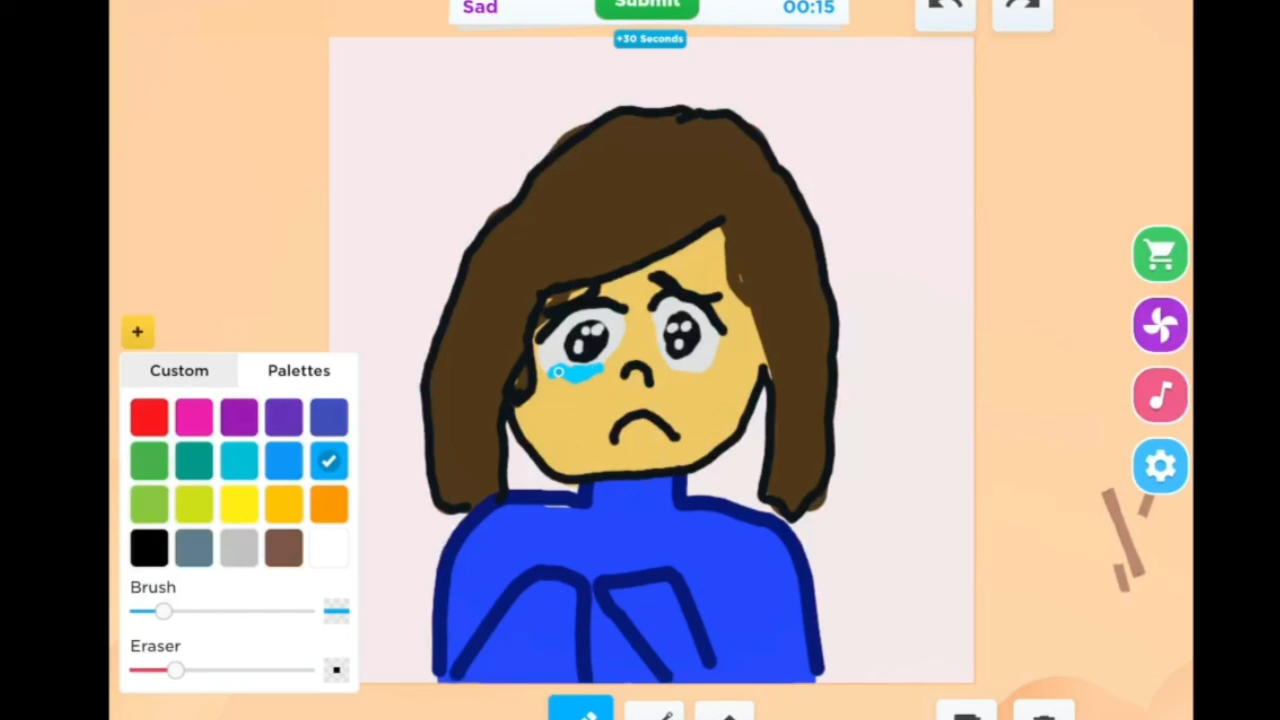 Sad
Submit
00:15
+30 Seconds
+
Custom
Palettes
Brush
Eraser